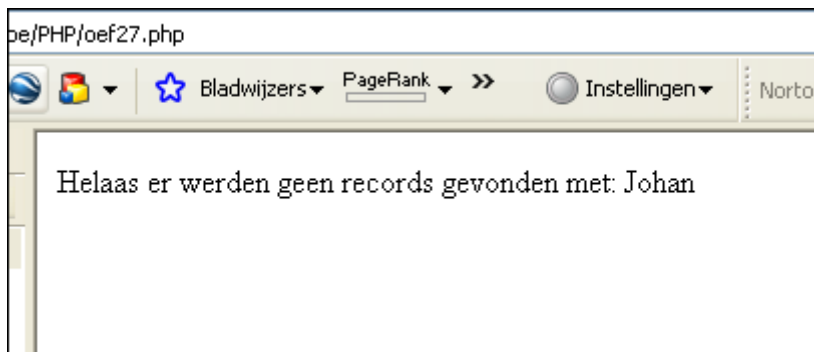 be/PHP/oef27.php
Bladwijzers PageRank Instellingen Norto
Helaas er werden geen records gevonden met: Johan